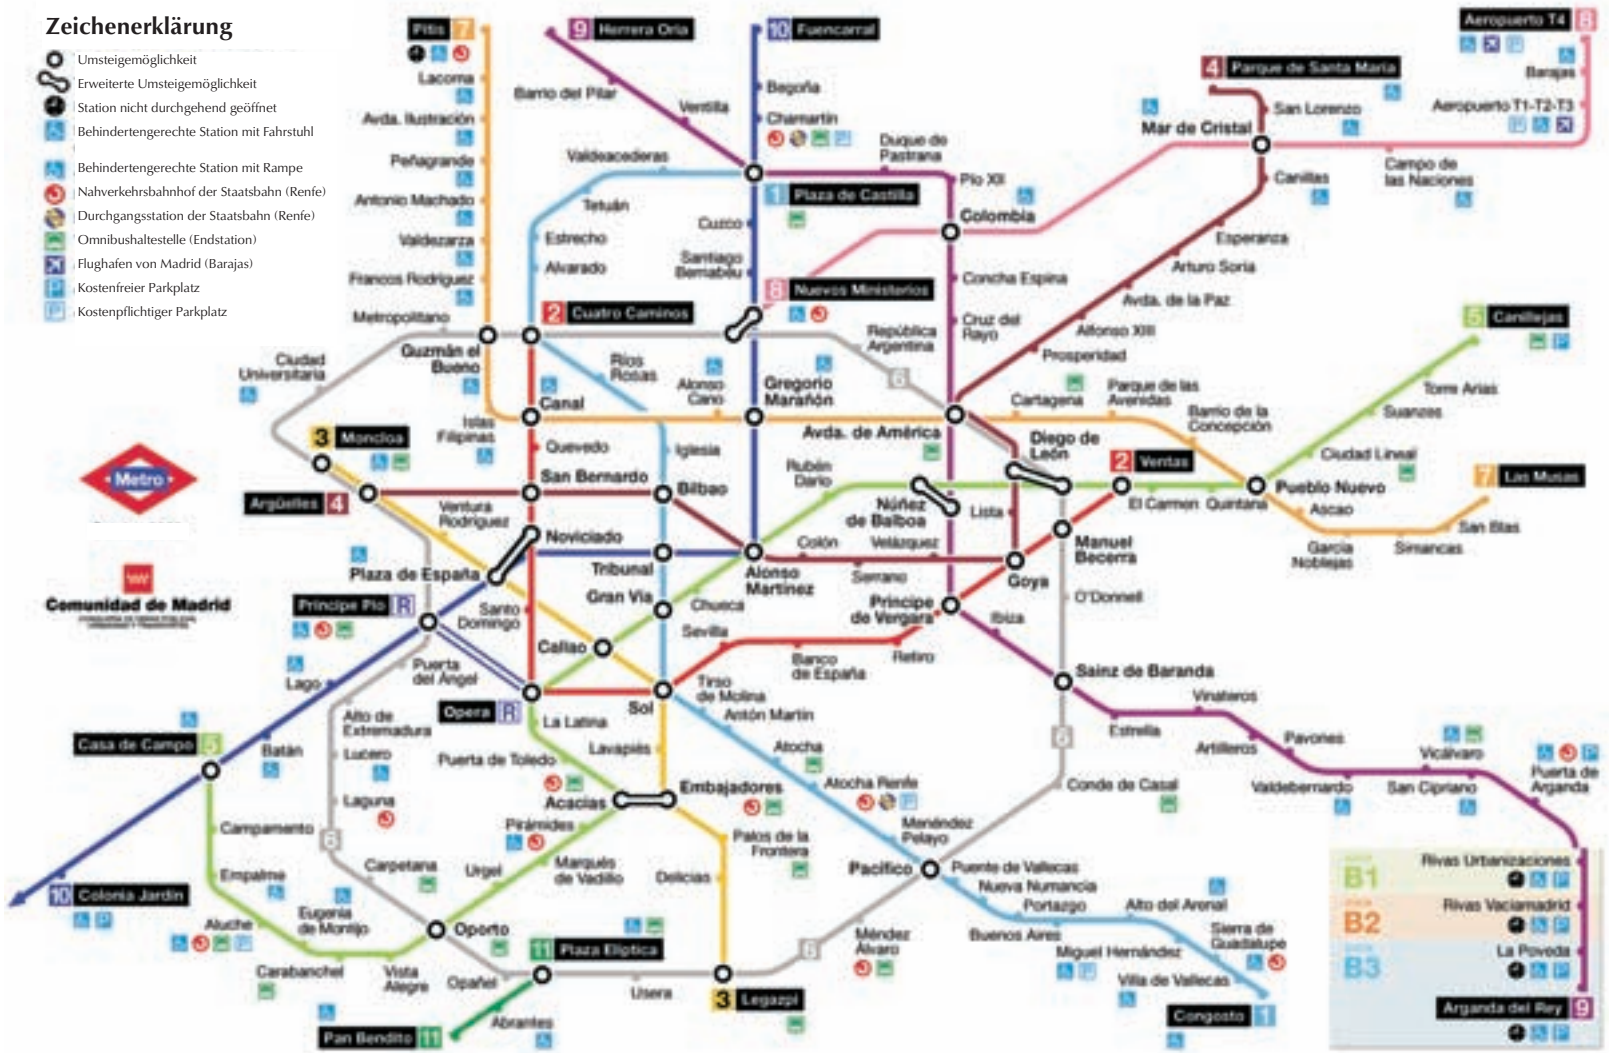 Zeichenerklärung
Umsteigemöglichkeit
Erweiterte Umsteigemöglichkeit
Station nicht durchgehend geöffnet
Behindertengerechte Station mit Fahrstuhl
Behindertengerechte Station mit Rampe
Nahverkehrsbahnhof der Staatsbahn (Renfe)
Durchgangsstation der Staatsbahn (Renfe)
Omnibushaltestelle (Endstation)
Flughafen von Madrid (Barajas)
Kostenfreier Parkplatz
Kostenpflichtiger Parkplatz
Pitis 7
9 Herrera Oria
10 Fuencarral
Aeropuerto T4 8
Lacoma
Barrio del Pilar
Begoña
4 Parque de Santa María
Barajas
Avda. Ilustración
Ventilla
Chamartín
San Lorenzo
Aeropuerto T1-T2-T3
Peñagrande
Valdeacederas
Duque de
Pastrana
Mar de Cristal
Campo de
las Naciones
Antonio Machado
Tetuán
1 Plaza de Castilla
Pío XII
Canillas
Valdezarza
Estrecho
Cuzco
Colombia
Esperanza
Francos Rodríguez
Alvarado
Santiago
Bernabéu
Concha Espina
Arturo Soria
Metropolitano
2 Cuatro Caminos
8 Nuevos Ministerios
Cruz del
Rayo
Avda. de la Paz
5 Canillejas
Guzmán el
Bueno
República
Argentina
Alfonso XIII
Ciudad
Universitaria
Ríos
Rosas
Alonso
Cano
Gregorio
Marañón
6
Prosperidad
Torre Arias
Canal
Cartagena
Parque de las
Avenidas
Suanzes
Islas
Filipinas
Quevedo
Iglesia
Avda. de América
Barrio de la
Concepción
3 Moncloa
Diego de
León
Ciudad Lineal
Metro
San Bernardo
Bilbao
Rubén
Darío
2 Ventas
7 Las Musas
Argüelles 4
Ventura
Rodríguez
Núñez
de Balboa
Lista
El Carmen
Quintana
Pueblo Nuevo
Ascao
San Blas
Noviciado
Colón
Velázquez
Manuel
Becerra
García
Noblejas
Simancas
Plaza de España
Tribunal
Alonso
Martínez
Serrano
Goya
Comunidad de Madrid
Príncipe Pío R
Santo
Domingo
Gran Vía
Chueca
Príncipe
de Vergara
O'Donnell
Callao
Sevilla
Ibiza
Lago
Puerta
del Ángel
Banco
de España
Retiro
Sainz de Baranda
Opera R
Sol
Tirso
de Molina
Vinateros
Alto de
Extremadura
La Latina
Antón Martín
Estrella
Casa de Campo 5
Batán
Lucero
Puerta de Toledo
Lavapiés
Atocha
6
Artilleros
Pavones
Vicálvaro
Puerta de
Arganda
Laguna
Acacias
Embajadores
Atocha Renfe
Conde de Casal
Valdebernardo
San Cipriano
Campamento
6
Pirámides
Palos de la
Frontera
Menéndez
Pelayo
Empalme
Carpetana
Urgel
Marqués
de Vadillo
Delicias
Pacífico
Puente de Vallecas
Rivas Urbanizaciones
B1
10 Colonia Jardín
Nueva Numancia
Portazgo
Alto del Arenal
Rivas Vaciamadrid
B2
Aluche
Eugenia
de Montijo
Oporto
11 Plaza Elíptica
6
Méndez
Álvaro
Buenos Aires
Sierra de
Guadalupe
La Poveda
B3
Carabanchel
Vista
Alegre
Opañel
Usera
Miguel Hernández
Villa de Vallecas
3 Legazpi
Pan Bendito 11
Abrantes
Congosto 1
Arganda del Rey 9